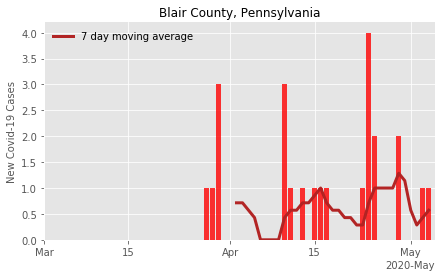 Blair County, Pennsylvania
7 day moving average
New Covid-19 Cases
4.0
3.5
3.0
2.5
2.0
1.5
1.0
0.5
0.0
Mar
15
Apr
15
May
2020-May